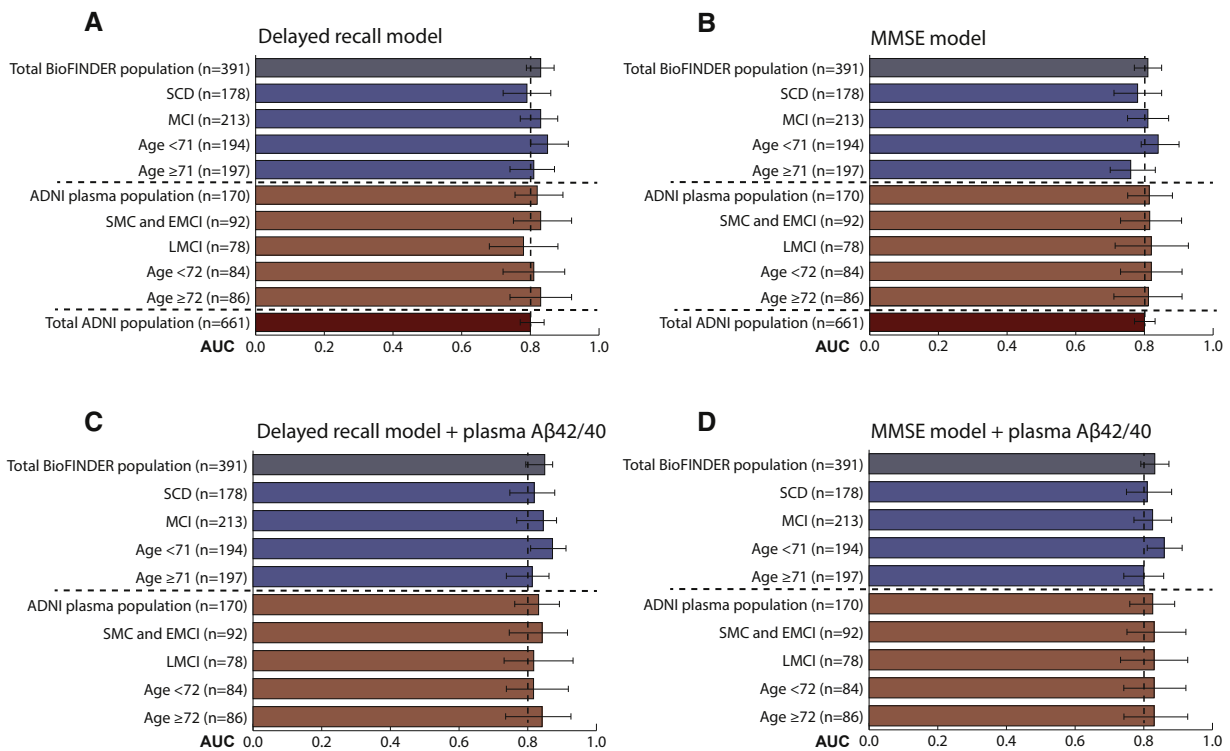 A
Delayed recall model
Total BioFINDER population (n=391)
SCD (n=178)
MCI (n=213)
Age <71 (n=194)
Age ≥71 (n=197)
ADNI plasma population (n=170)
SMC and EMCI (n=92)
LMCI (n=78)
Age <72 (n=84)
Age ≥72 (n=86)
Total ADNI population (n=661)
AUC
0.0 0.2 0.4 0.6 0.8 1.0
B
MMSE model
Total BioFINDER population (n=391)
SCD (n=178)
MCI (n=213)
Age <71 (n=194)
Age ≥71 (n=197)
ADNI plasma population (n=170)
SMC and EMCI (n=92)
LMCI (n=78)
Age <72 (n=84)
Age ≥72 (n=86)
Total ADNI population (n=661)
AUC
0.0 0.2 0.4 0.6 0.8 1.0
C
Delayed recall model + plasma Aβ42/40
Total BioFINDER population (n=391)
SCD (n=178)
MCI (n=213)
Age <71 (n=194)
Age ≥71 (n=197)
ADNI plasma population (n=170)
SMC and EMCI (n=92)
LMCI (n=78)
Age <72 (n=84)
Age ≥72 (n=86)
AUC
0.0 0.2 0.4 0.6 0.8 1.0
D
MMSE model + plasma Aβ42/40
Total BioFINDER population (n=391)
SCD (n=178)
MCI (n=213)
Age <71 (n=194)
Age ≥71 (n=197)
ADNI plasma population (n=170)
SMC and EMCI (n=92)
LMCI (n=78)
Age <72 (n=84)
Age ≥72 (n=86)
AUC
0.0 0.2 0.4 0.6 0.8 1.0